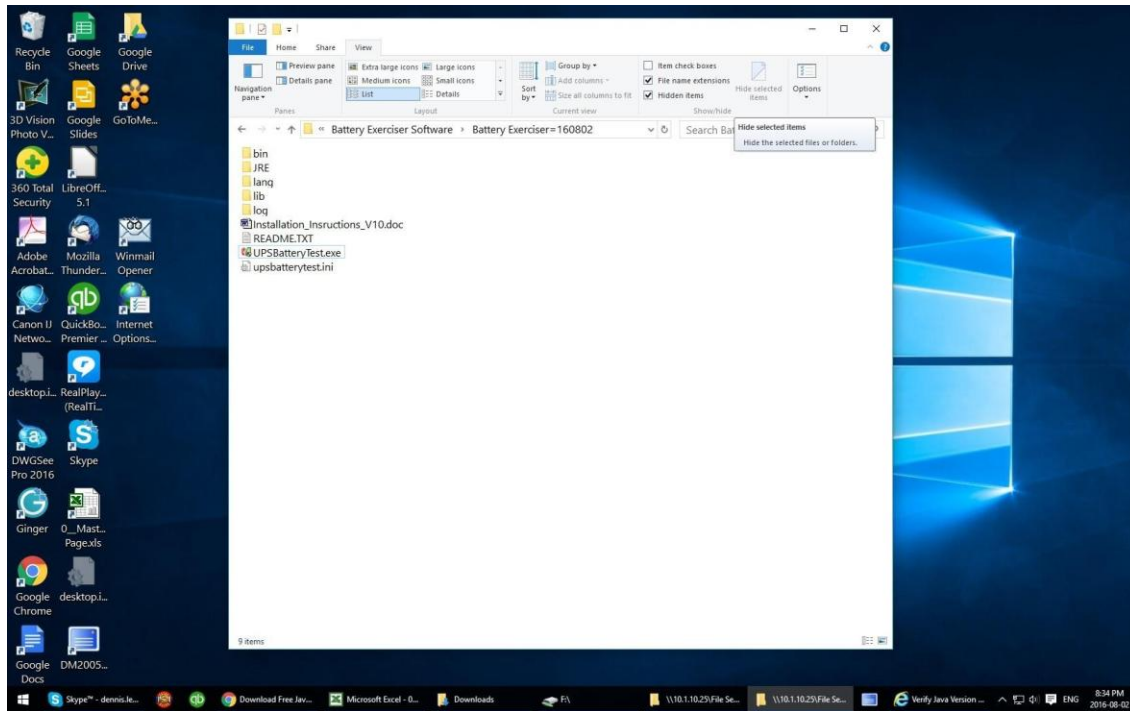 Recycle Bin
Google Sheets
Google Drive
3D Vision Photo V...
Google Slides
GoToMe...
360 Total Security
LibreOff... 5.1
Adobe Acrobat...
Mozilla Thunder...
Winmail Opener
Canon IJ Netwo...
QuickBo... Premier ...
Internet Options...
desktop.i...
RealPlay... (RealTi...
DWGSee Pro 2016
Skype
Ginger
0__Mast... Page.xls
Google Chrome
desktop.i...
Google Docs
DM2005...
File Home Share View
Navigation pane
Preview pane
Details pane
Panes
Extra large icons Large icons
Medium icons Small icons
List Details
Layout
Sort by
Group by
Add columns
Size all columns to fit
Current view
Item check boxes
File name extensions
Hidden items
Hide selected items
Show/hide
Options
« Battery Exerciser Software › Battery Exerciser=160802
Search Bat
Hide selected items
Hide the selected files or folders.
bin
JRE
lang
lib
log
Installation_Insructions_V10.doc
README.TXT
UPSBatteryTest.exe
upsbatterytest.ini
9 items
Skype™ - dennis.le...
qb
Download Free Jav...
Microsoft Excel - 0...
Downloads
F:\
\\10.1.10.25\File Se...
\\10.1.10.25\File Se...
Verify Java Version ...
ENG
8:34 PM
2016-08-02